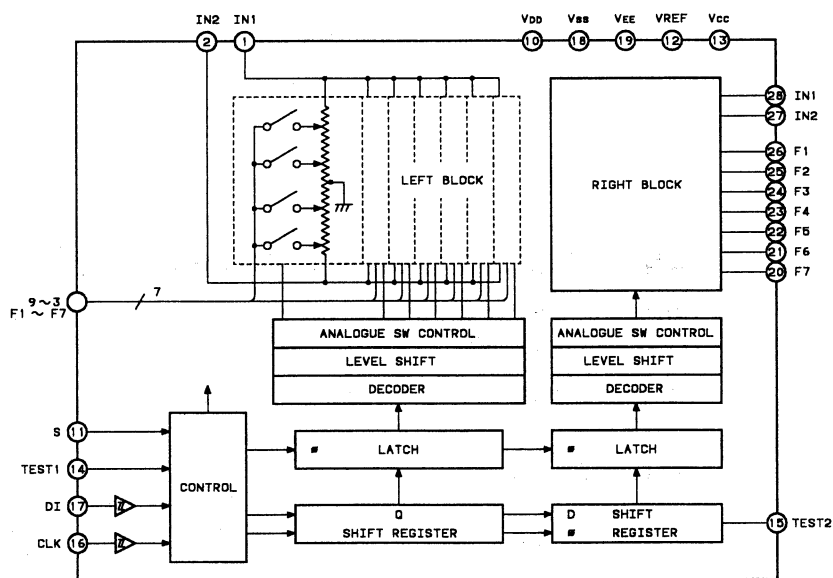 IN2 IN1 VDD VSS VEE VREF VCC
2 1 10 18 19 12 13
28 IN1
27 IN2
26 F1
25 F2
24 F3
23 F4
22 F5
21 F6
20 F7
LEFT BLOCK
RIGHT BLOCK
9~3
F1 ~ F7
7
ANALOGUE SW CONTROL
LEVEL SHIFT
DECODER
ANALOGUE SW CONTROL
LEVEL SHIFT
DECODER
S 11
TEST1 14
DI 17
CLK 16
CONTROL
LATCH
LATCH
Q
SHIFT REGISTER
D SHIFT
REGISTER
15 TEST2